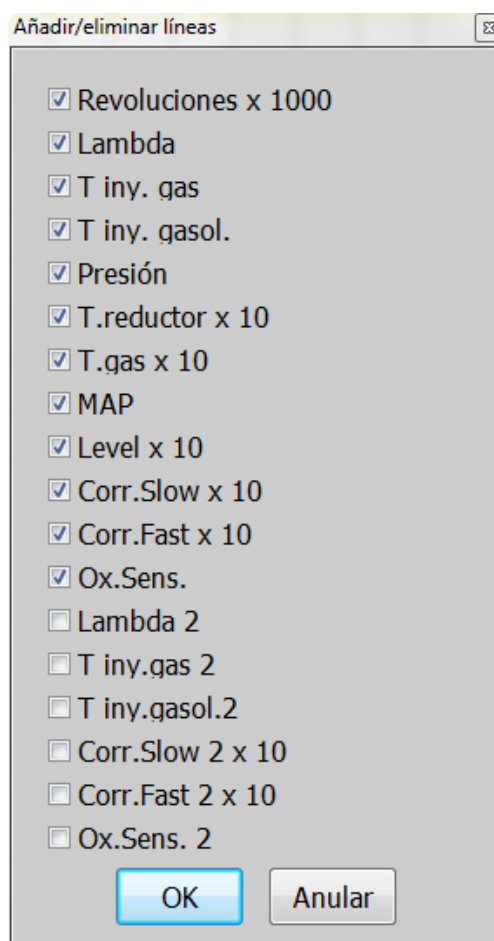 Añadir/eliminar líneas
Revoluciones x 1000
Lambda
T iny. gas
T iny. gasol.
Presión
T.reductor x 10
T.gas x 10
MAP
Level x 10
Corr.Slow x 10
Corr.Fast x 10
Ox.Sens.
Lambda 2
T iny.gas 2
T iny.gasol.2
Corr.Slow 2 x 10
Corr.Fast 2 x 10
Ox.Sens. 2
OK Anular